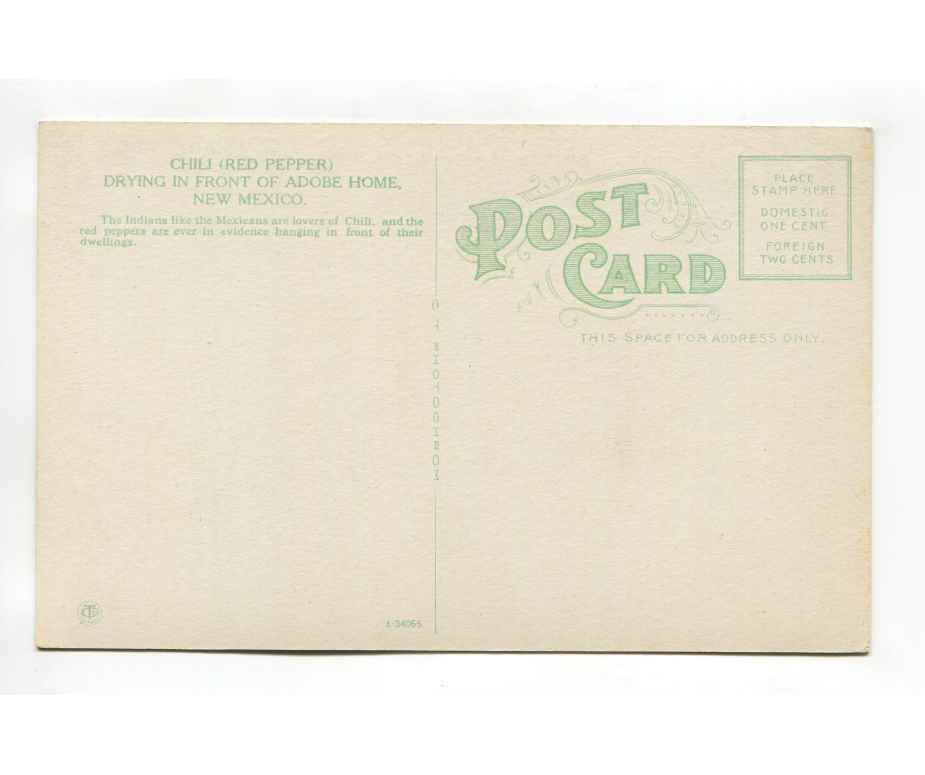 CHILI (RED PEPPER)
DRYING IN FRONT OF ADOBE HOME,
NEW MEXICO.
The Indians like the Mexicans are lovers of Chili, and the
red peppers are ever in evidence hanging in front of their
dwellings.
POST
CARD
PLACE
STAMP HERE
DOMESTIC
ONE CENT
FOREIGN
TWO CENTS
THIS SPACE FOR ADDRESS ONLY.